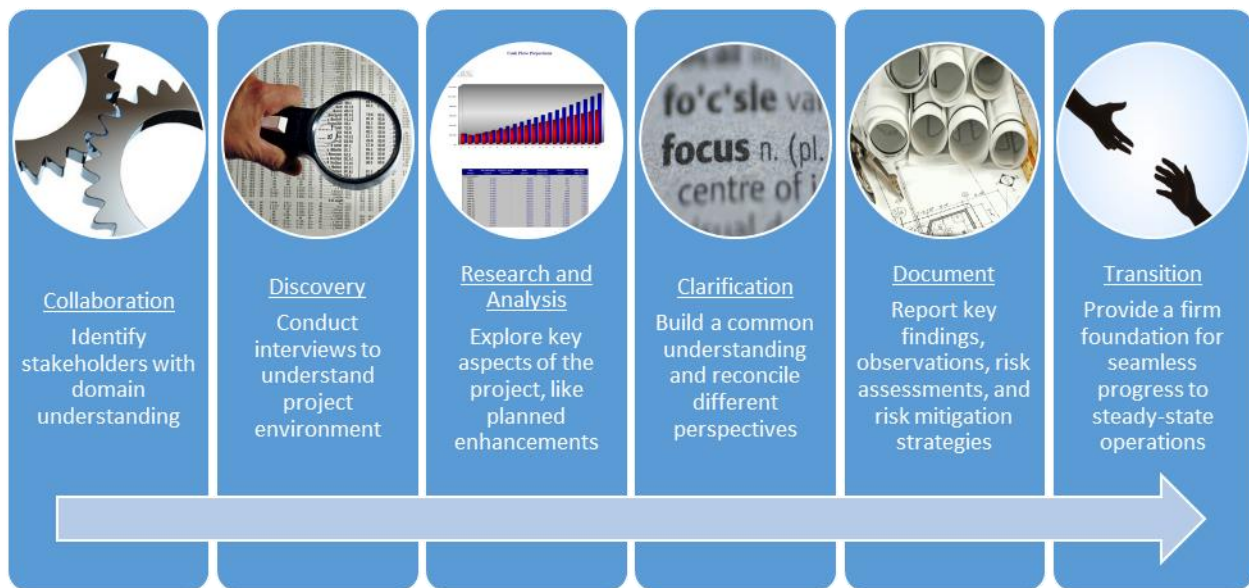 Collaboration
Identify
stakeholders with
domain
understanding
Discovery
Conduct
interviews to
understand
project
environment
Cash Flow Projections
Research and
Analysis
Explore key
aspects of the
project, like
planned
enhancements
fo'c'sle
focus n. (pl.
centre of
Clarification
Build a common
understanding
and reconcile
different
perspectives
Document
Report key
findings,
observations, risk
assessments, and
risk mitigation
strategies
Transition
Provide a firm
foundation for
seamless
progress to
steady-state
operations